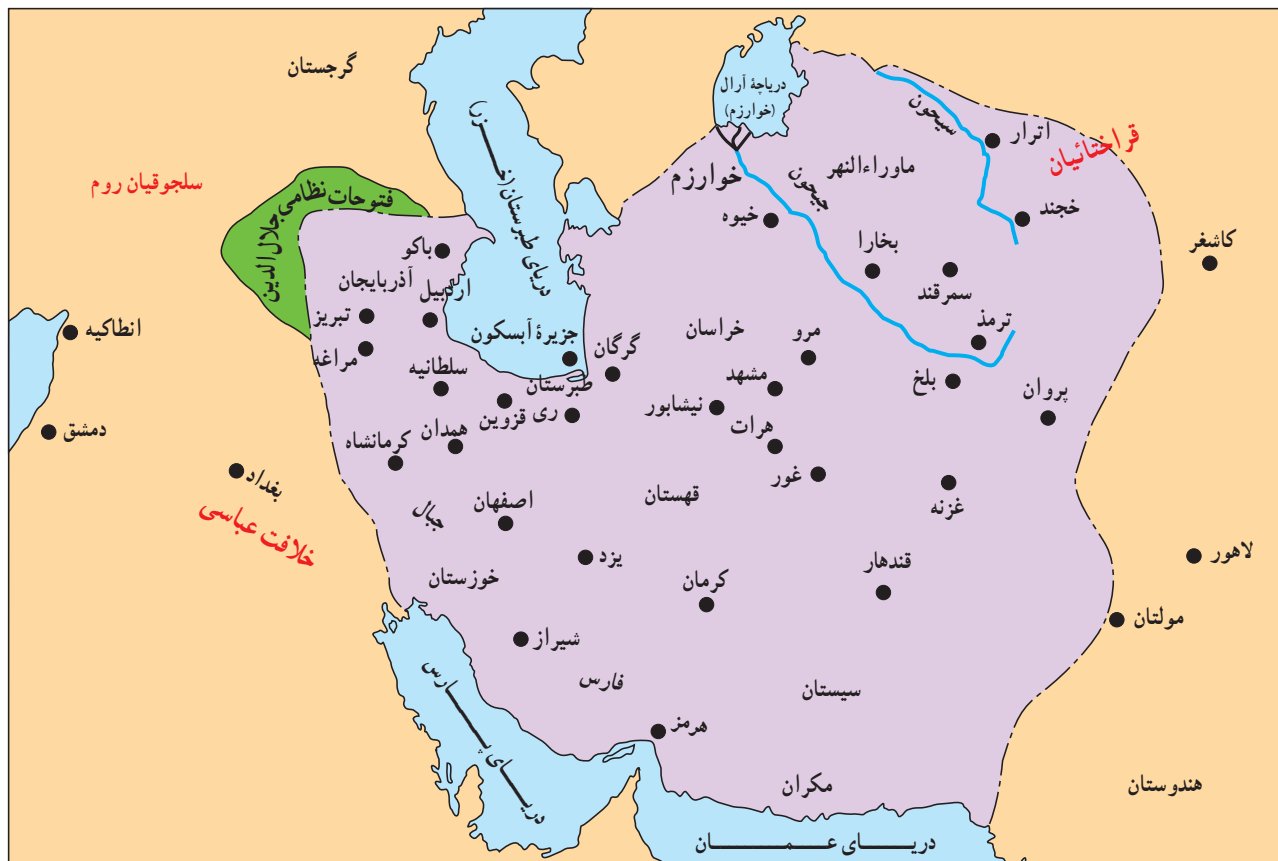 گرجستان
دریاچهٔ آرال
(خوارزم)
سیحون
اترار
قراختائیان
سلجوقیان روم
فتوحات نظامی جلال‌الدین
دریای طبرستان (خزر)
ماوراءالنهر
خوارزم
جیحون
خیوه
خجند
کاشغر
باکو
بخارا
سمرقند
آذربایجان
اردبیل
تبریز
انطاکیه
جزیرهٔ آبسکون
گرگان
خراسان
مرو
ترمذ
مراغه
سلطانیه
طبرستان
مشهد
بلخ
پروان
قزوین
ری
نیشابور
دمشق
همدان
هرات
کرمانشاه
غور
بغداد
غزنه
خلافت عباسی
جبال
اصفهان
قهستان
یزد
لاهور
خوزستان
کرمان
قندهار
مولتان
شیراز
دریای پارس
فارس
سیستان
هرمز
مکران
هندوستان
دریای عمان